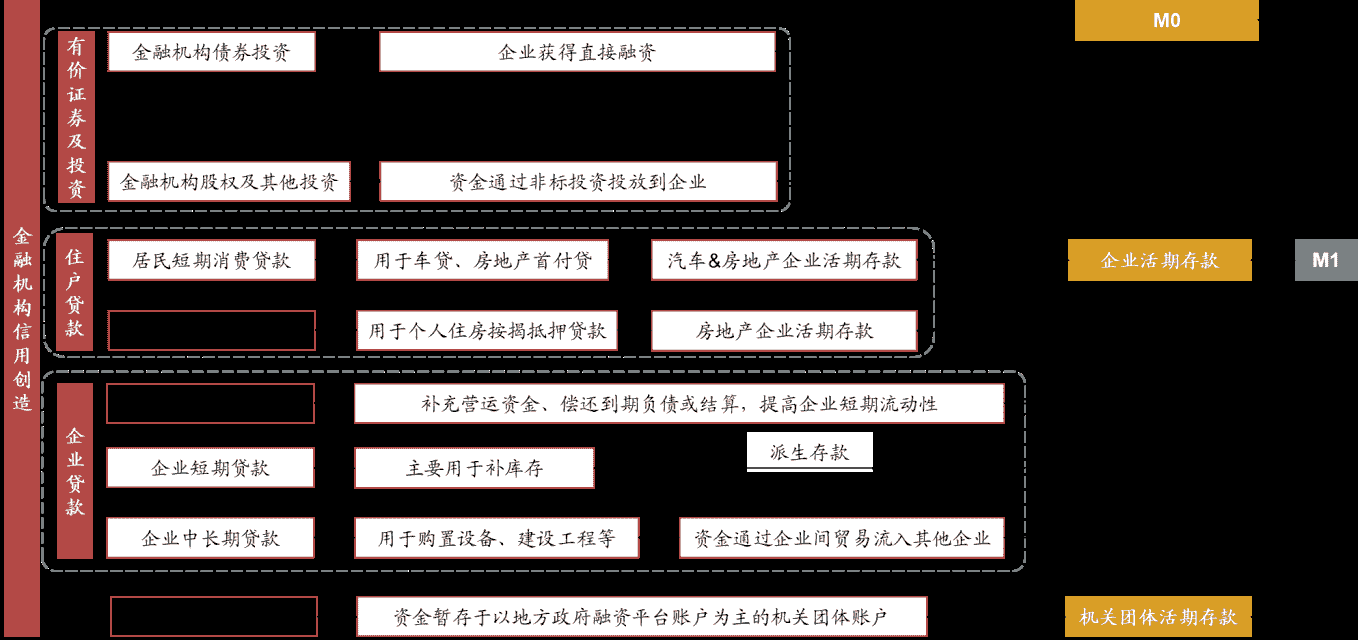 M0
有价证券及投资
金融机构债券投资
企业获得直接融资
金融机构股权及其他投资
资金通过非标投资投放到企业
金融机构信用创造
住户贷款
居民短期消费贷款
用于车贷、房地产首付贷
汽车&房地产企业活期存款
企业活期存款
M1
用于个人住房按揭抵押贷款
房地产企业活期存款
企业贷款
补充营运资金、偿还到期负债或结算，提高企业短期流动性
派生存款
企业短期贷款
主要用于补库存
企业中长期贷款
用于购置设备、建设工程等
资金通过企业间贸易流入其他企业
资金暂存于以地方政府融资平台账户为主的机关团体账户
机关团体活期存款